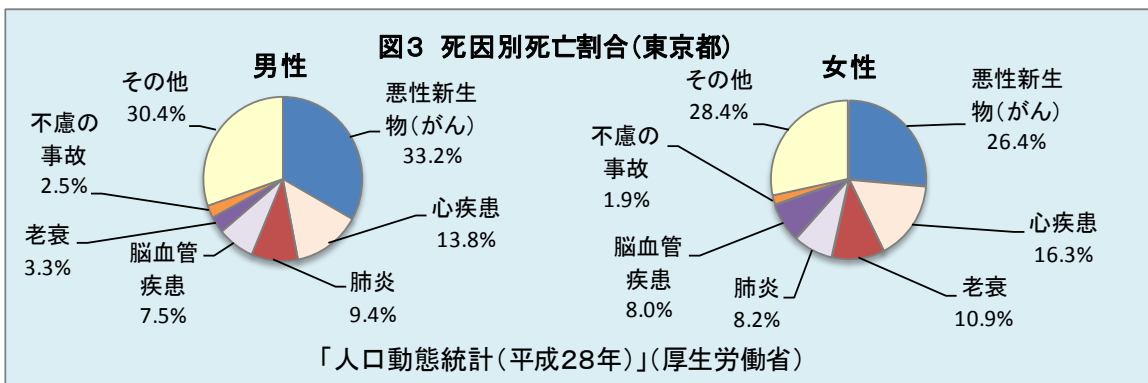 図3 死因別死亡割合(東京都)
男性
その他
30.4%
不慮の
事故
2.5%
老衰
3.3%
脳血管
疾患
7.5%
肺炎
9.4%
心疾患
13.8%
悪性新生
物(がん)
33.2%
女性
その他
28.4%
不慮の
事故
1.9%
脳血管
疾患
8.0%
肺炎
8.2%
老衰
10.9%
心疾患
16.3%
悪性新生
物(がん)
26.4%
「人口動態統計(平成28年)」(厚生労働省)